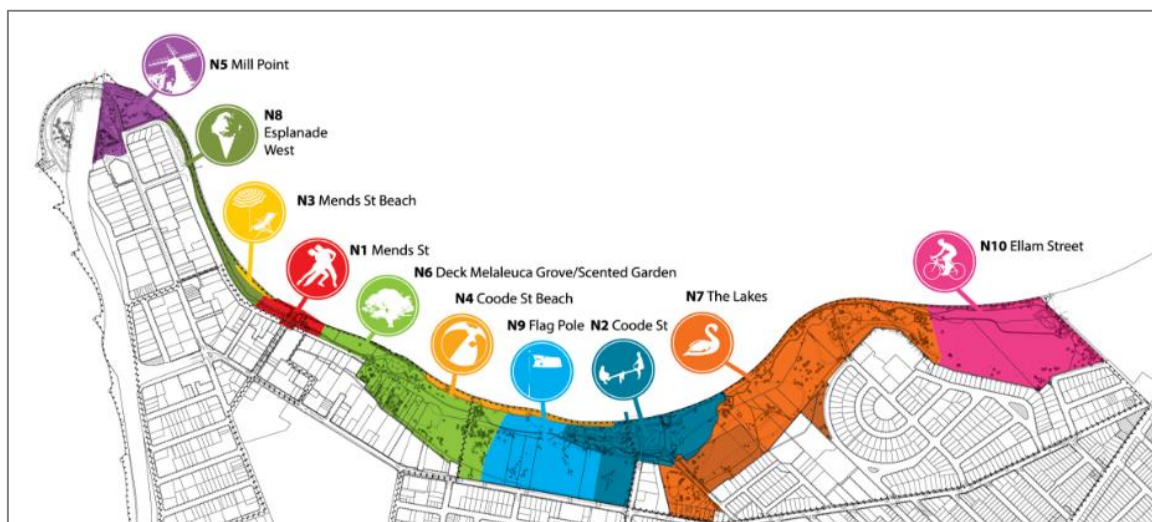 N5 Mill Point
N8
Esplanade
West
N3 Mends St Beach
N1 Mends St
N6 Deck Melaleuca Grove/Scented Garden
N4 Coode St Beach
N9 Flag Pole
N2 Coode St
N7 The Lakes
N10 Ellam Street